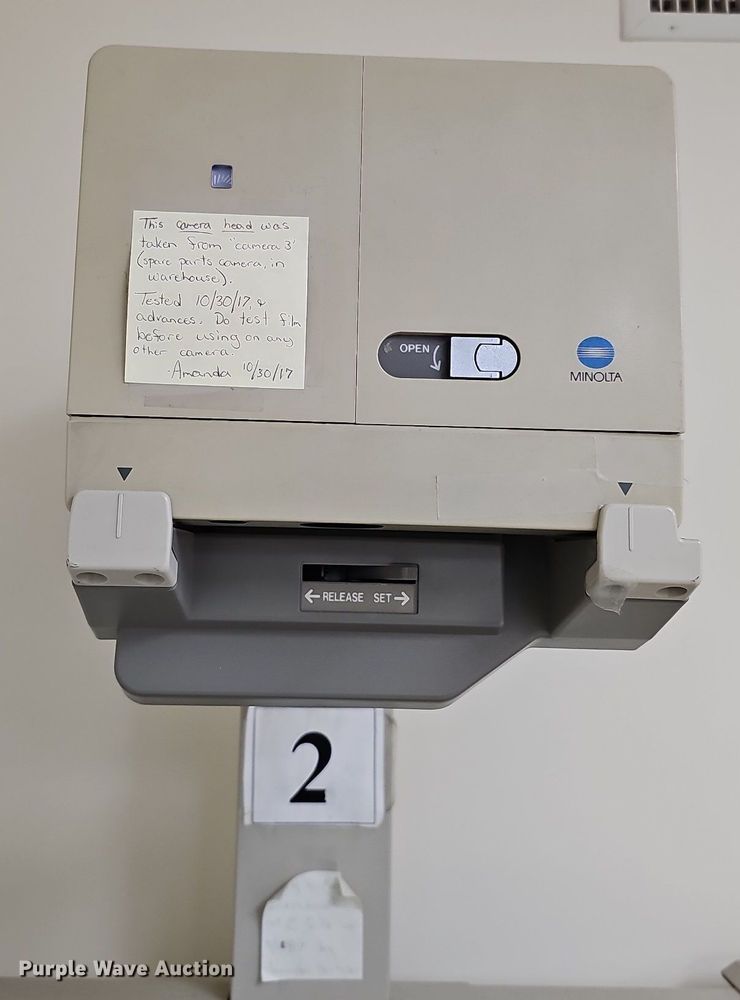 This camera head was
taken from "camera 3"
(spare parts camera, in
warehouse).
Tested 10/30/17, &
advances. Do test film
before using on any
other camera.
-Amanda 10/30/17
OPEN
MINOLTA
←RELEASE SET→
2
Purple Wave Auction